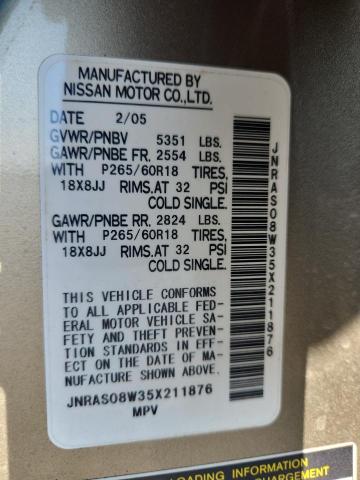 MANUFACTURED BY
NISSAN MOTOR CO.,LTD.
DATE 2/05
GVWR/PNBV 5351 LBS.
GAWR/PNBE FR. 2554 LBS.
WITH P265/60R18 TIRES,
18X8JJ RIMS.AT 32 PSI
COLD SINGLE.
GAWR/PNBE RR. 2824 LBS.
WITH P265/60R18 TIRES,
18X8JJ RIMS.AT 32 PSI
COLD SINGLE.
THIS VEHICLE CONFORMS
TO ALL APPLICABLE FED-
ERAL MOTOR VEHICLE SA-
FETY AND THEFT PREVEN-
TION STANDARDS IN EFF-
ECT ON THE DATE OF MA-
NUFACTURE SHOWN ABOVE.
JNRAS08W35X211876
MPV
JNRAS08W35X211876
LOADING INFORMATION